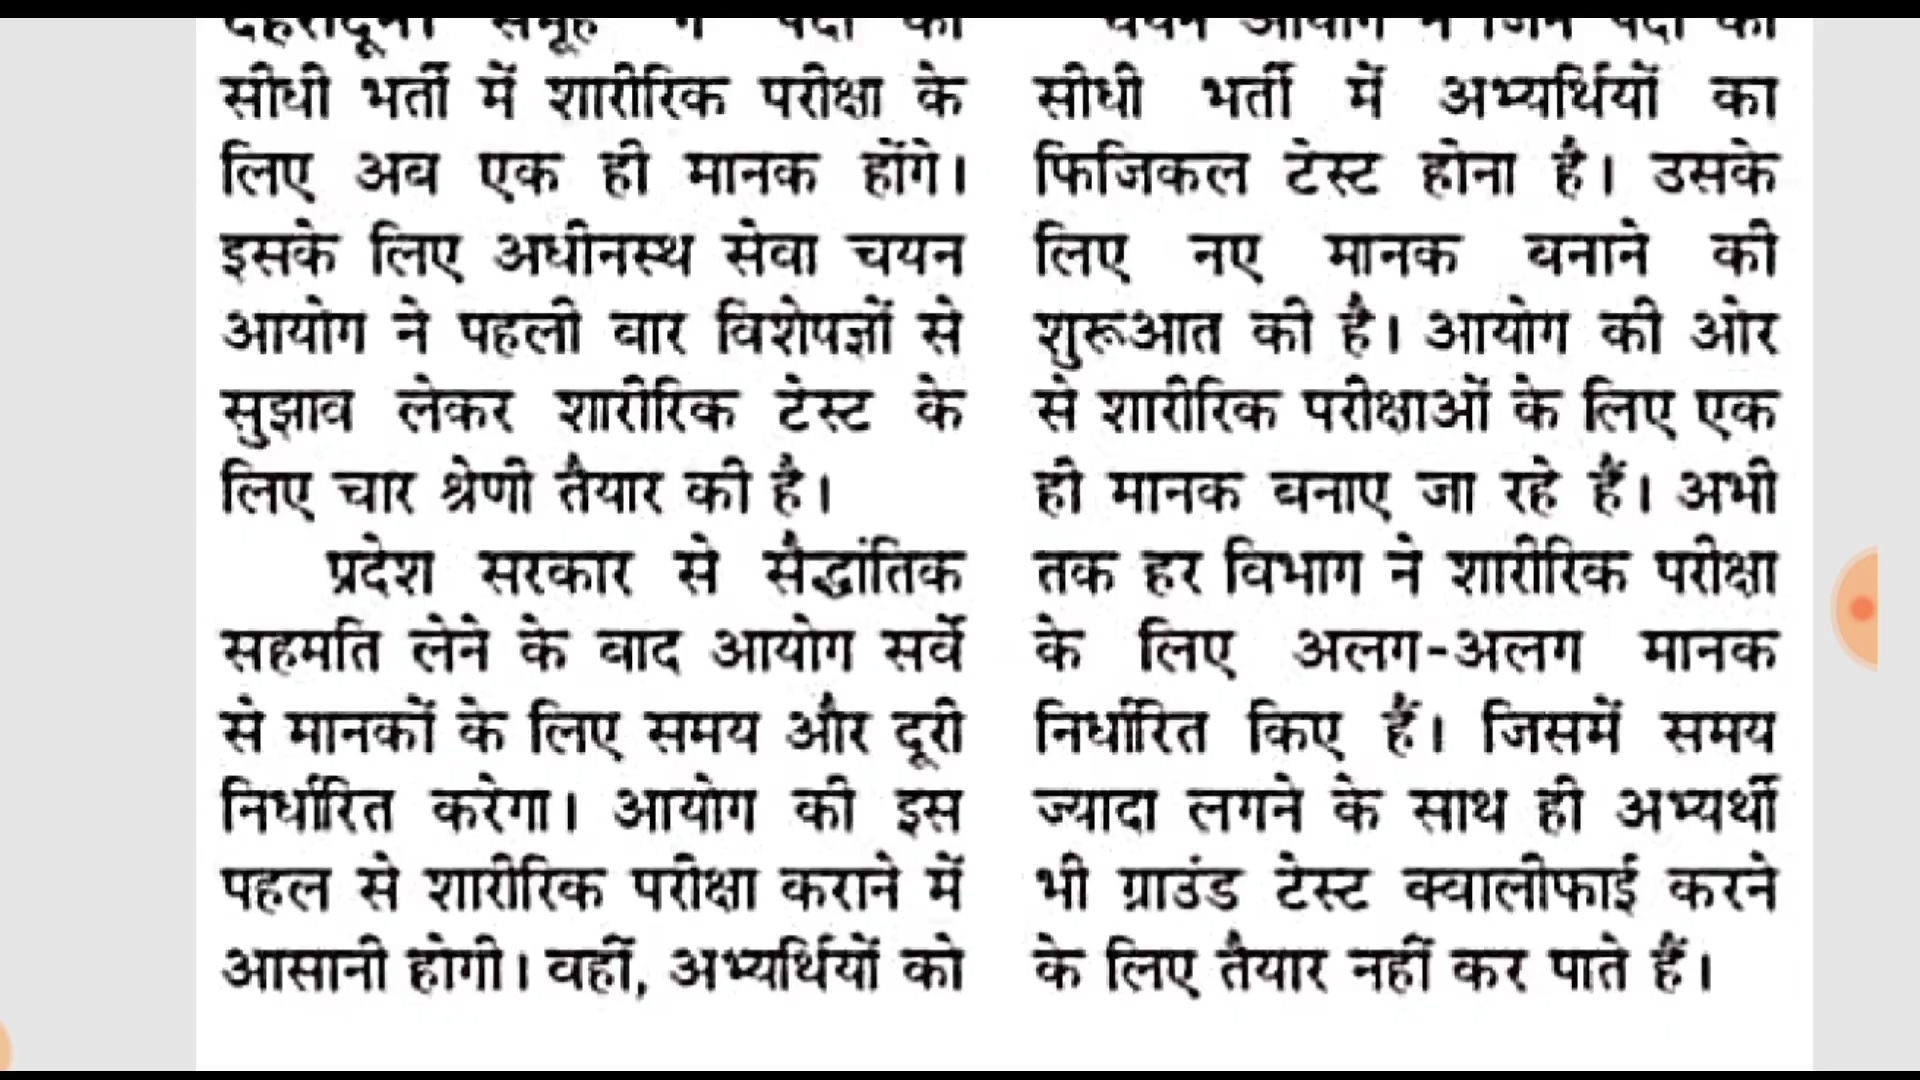 सीधी भर्ती में शारीरिक परीक्षा के
लिए अब एक ही मानक होंगे।
इसके लिए अधीनस्थ सेवा चयन
आयोग ने पहली बार विशेषज्ञों से
सुझाव लेकर शारीरिक टेस्ट के
लिए चार श्रेणी तैयार की है।
प्रदेश सरकार से सैद्धांतिक
सहमति लेने के बाद आयोग सर्वे
से मानकों के लिए समय और दूरी
निर्धारित करेगा। आयोग की इस
पहल से शारीरिक परीक्षा कराने में
आसानी होगी। वहीं, अभ्यर्थियों को
सीधी भर्ती में अभ्यर्थियों का
फिजिकल टेस्ट होना है। उसके
लिए नए मानक बनाने की
शुरूआत की है। आयोग की ओर
से शारीरिक परीक्षाओं के लिए एक
ही मानक बनाए जा रहे हैं। अभी
तक हर विभाग ने शारीरिक परीक्षा
के लिए अलग-अलग मानक
निर्धारित किए हैं। जिसमें समय
ज्यादा लगने के साथ ही अभ्यर्थी
भी ग्राउंड टेस्ट क्वालीफाई करने
के लिए तैयार नहीं कर पाते हैं।